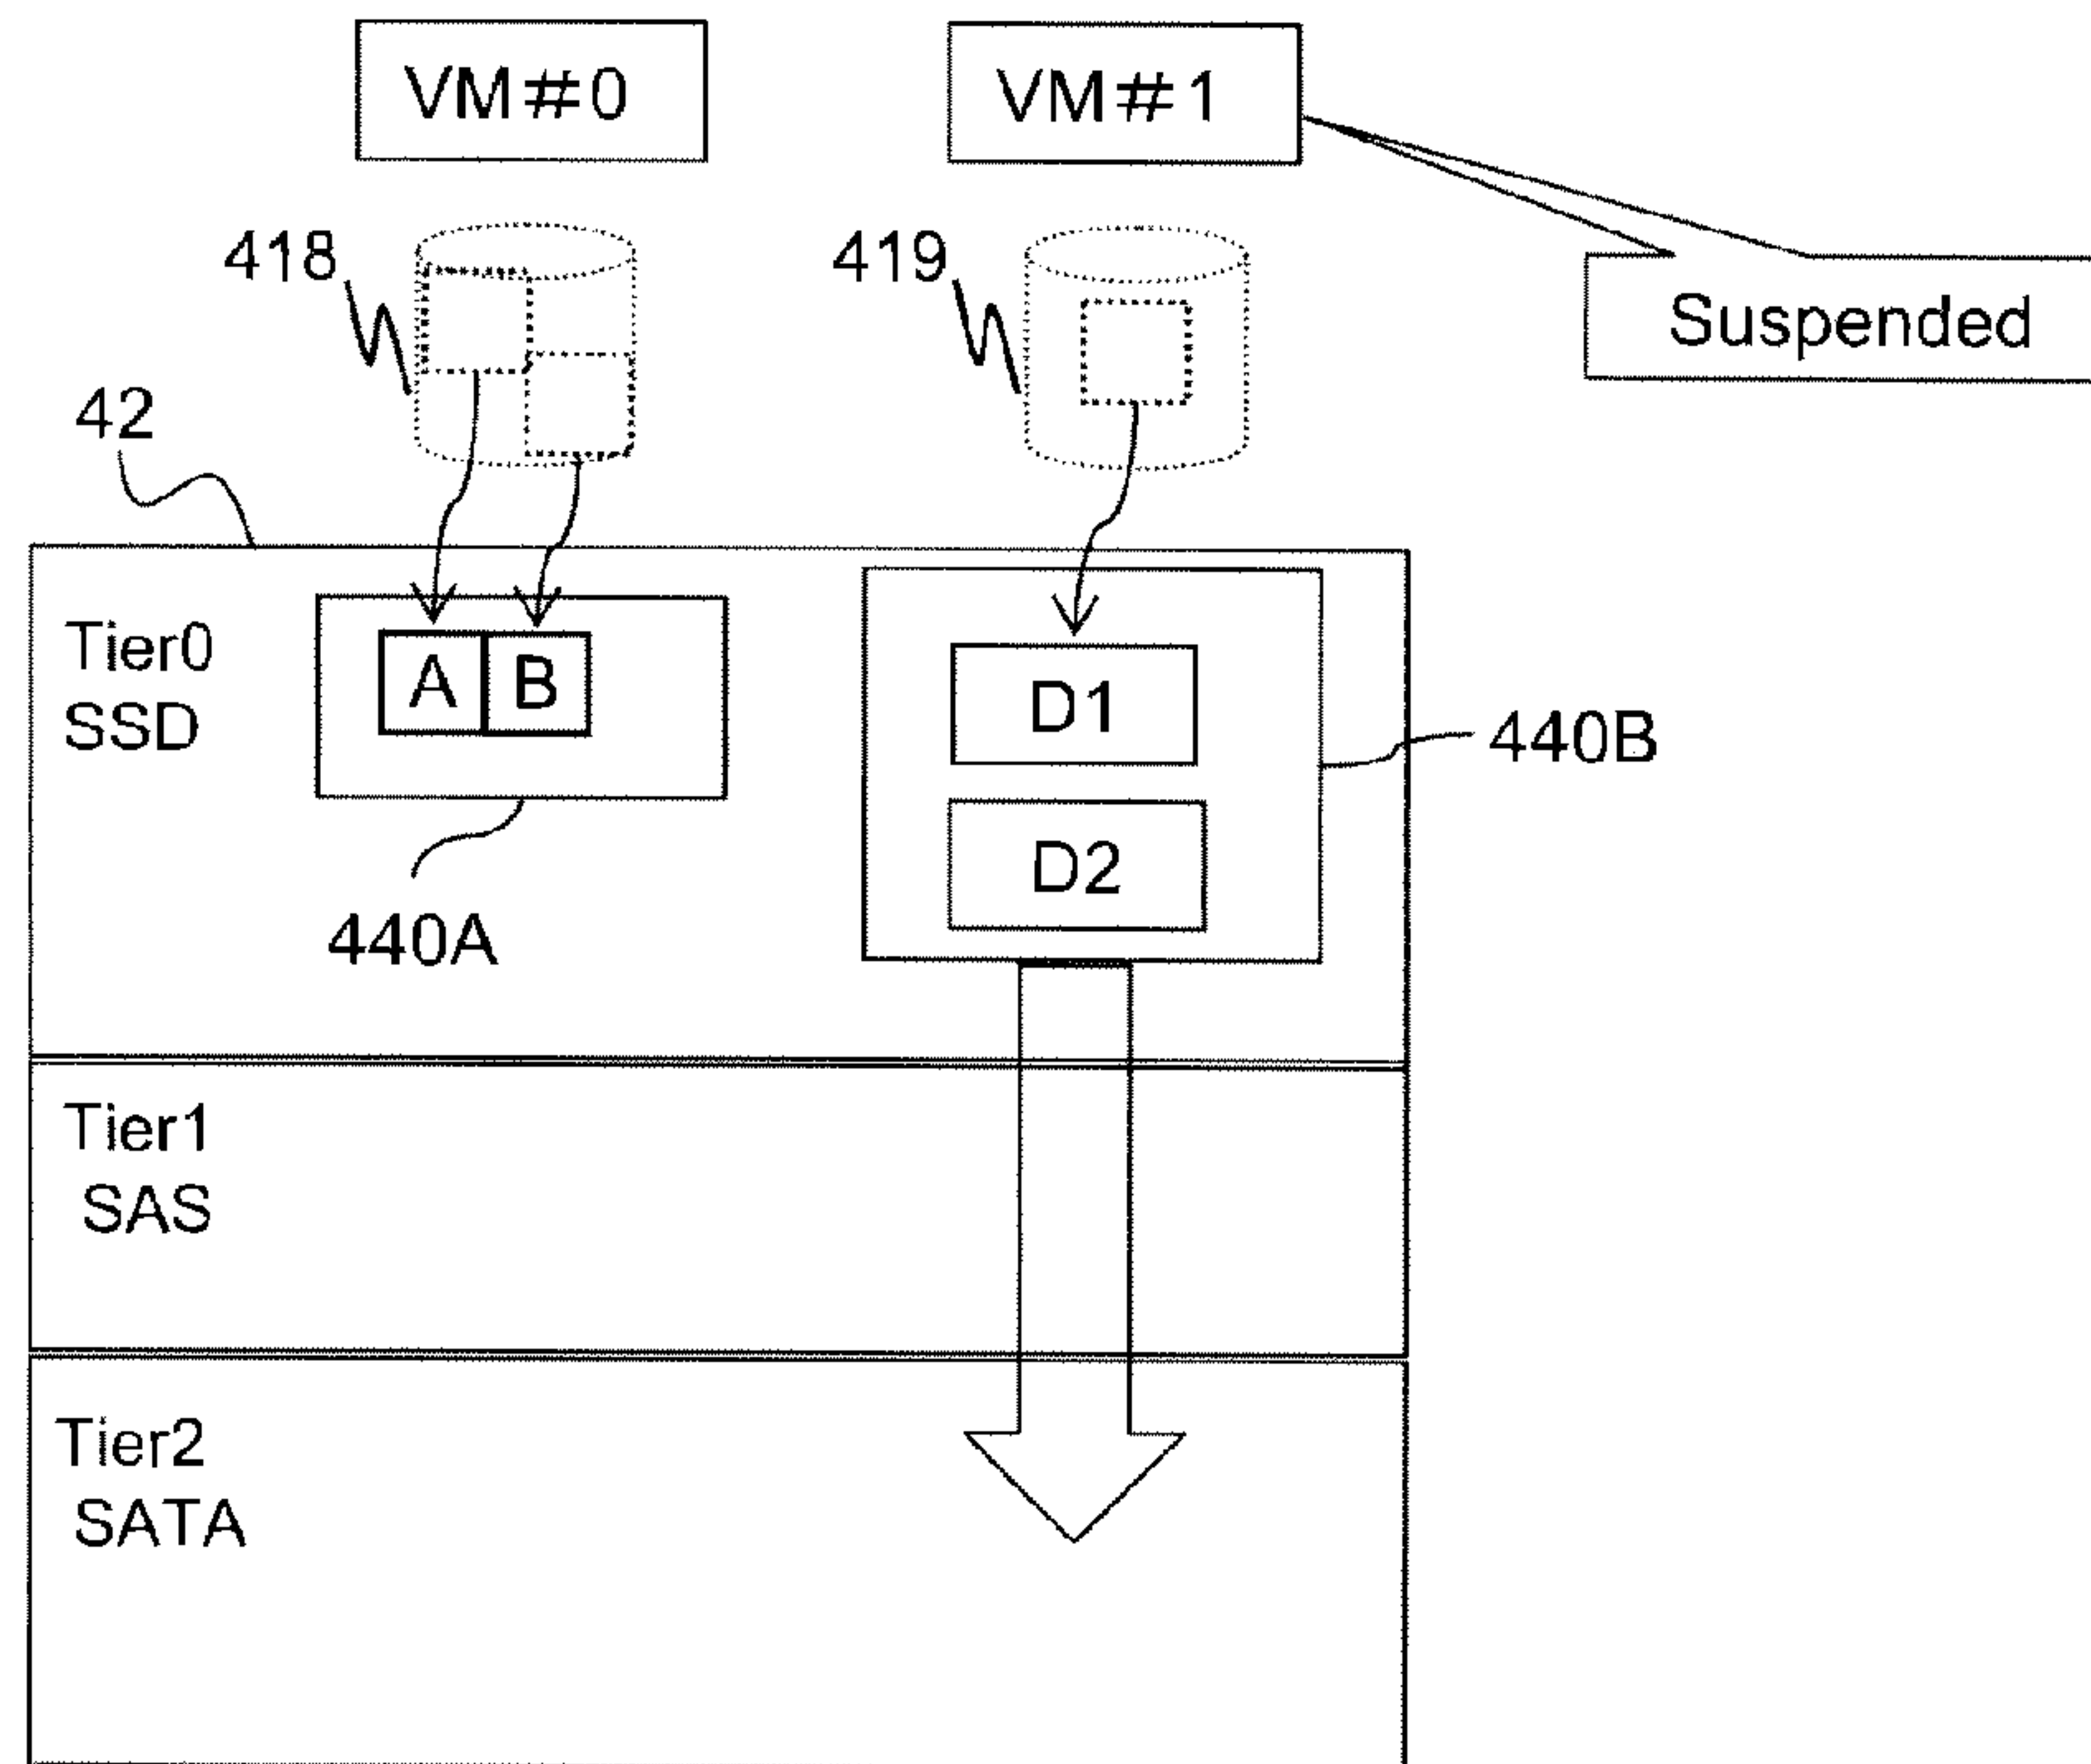 VM#0
VM#1
418
419
Suspended
42
Tier0
SSD
A
B
D1
440B
D2
440A
Tier1
SAS
Tier2
SATA